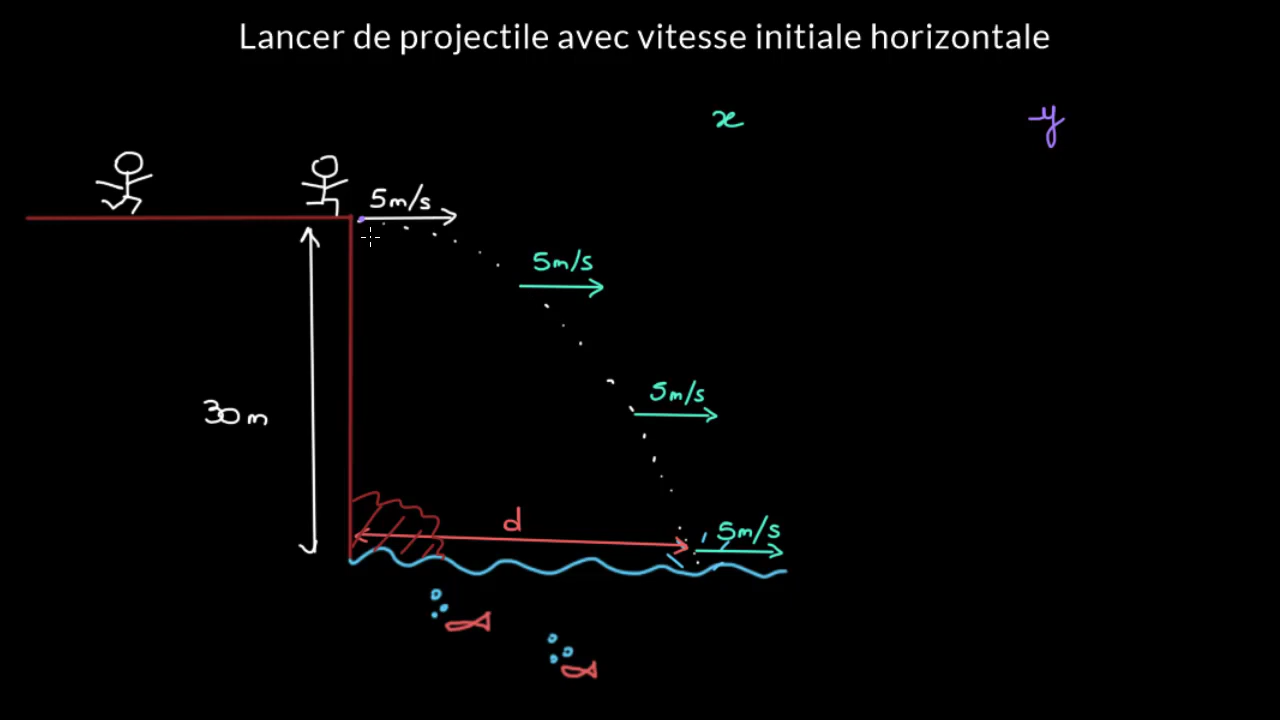 Lancer de projectile avec vitesse initiale horizontale
x
y
5m/s
5m/s
5m/s
30m
d
5m/s